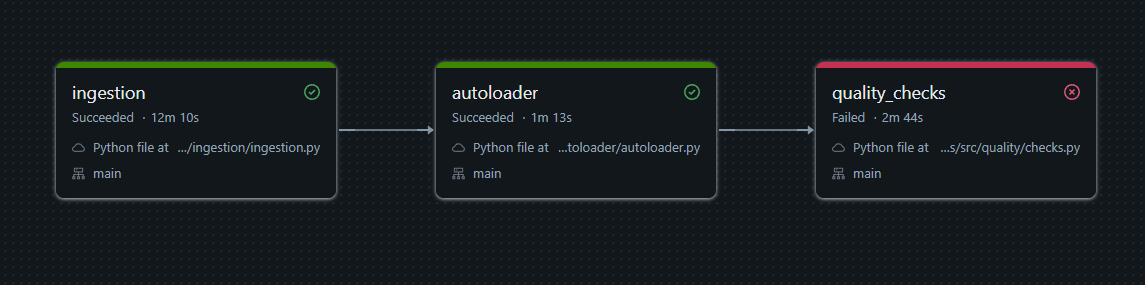 ingestion
Succeeded · 12m 10s
Python file at .../ingestion/ingestion.py
main
autoloader
Succeeded · 1m 13s
Python file at ...toloader/autoloader.py
main
quality_checks
Failed · 2m 44s
Python file at ...s/src/quality/checks.py
main